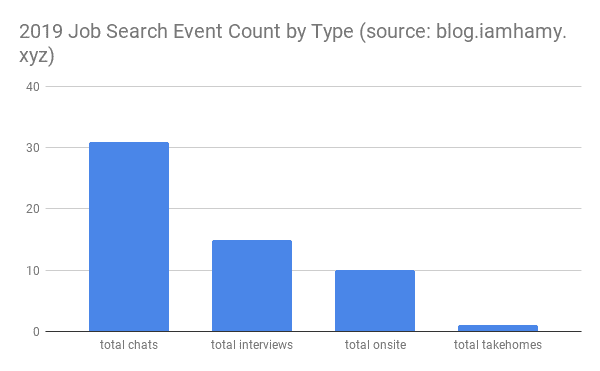 2019 Job Search Event Count by Type (source: blog.iamhamy.
xyz)
40
30
20
10
0
total chats
total interviews
total onsite
total takehomes